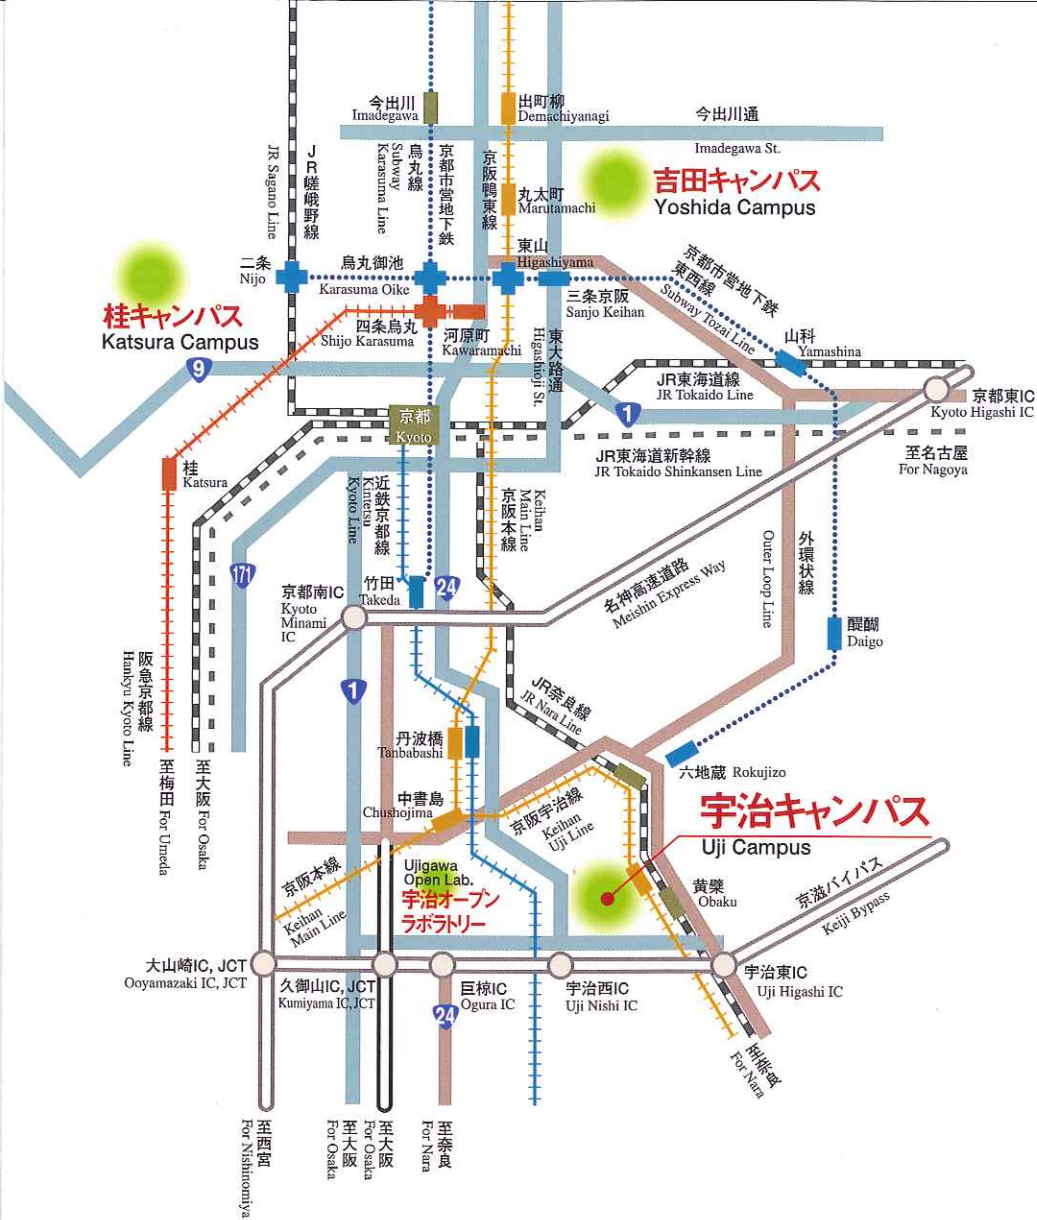 今出川
Imadegawa
出町柳
Demachiyanagi
今出川通
Imadegawa St.
JR嵯峨野線
JR Sagano Line
烏丸線
Subway
Karasuma Line
京都市営地下鉄
京阪鴨東線
丸太町
Marutamachi
吉田キャンパス
Yoshida Campus
東山
Higashiyama
二条
Nijo
烏丸御池
Karasuma Oike
三条京阪
Sanjo Keihan
京都市営地下鉄
東西線
Subway Tozai Line
桂キャンパス
Katsura Campus
四条烏丸
Shijo Karasuma
河原町
Kawaramachi
東大路通
Higashioji St.
山科
Yamashina
9
1
JR東海道線
JR Tokaido Line
京都東IC
Kyoto Higashi IC
京都
Kyoto
JR東海道新幹線
JR Tokaido Shinkansen Line
至名古屋
For Nagoya
桂
Katsura
近鉄京都線
Kintetsu
Kyoto Line
Keihan
Main Line
京阪本線
171
京都南IC
Kyoto
Minami
IC
竹田
Takeda
24
名神高速道路
Meishin Express Way
外環状線
Outer Loop Line
醍醐
Daigo
阪急京都線
Hankyu Kyoto Line
1
JR奈良線
JR Nara Line
丹波橋
Tanbabashi
六地蔵 Rokujizo
至梅田 For Umeda
至大阪 For Osaka
中書島
Chushojima
京阪宇治線
Keihan
Uji Line
宇治キャンパス
Uji Campus
京阪本線
Keihan
Main Line
Ujigawa
Open Lab.
宇治オープン
ラボラトリー
黄檗
Obaku
京滋バイパス
Keiji Bypass
大山崎IC, JCT
Ooyamazaki IC, JCT
久御山IC, JCT
Kumiyama IC, JCT
巨椋IC
Ogura IC
宇治西IC
Uji Nishi IC
宇治東IC
Uji Higashi IC
24
至奈良
For Nara
至西宮
For Nishinomiya
至大阪
For Osaka
至大阪
For Osaka
至奈良
For Nara